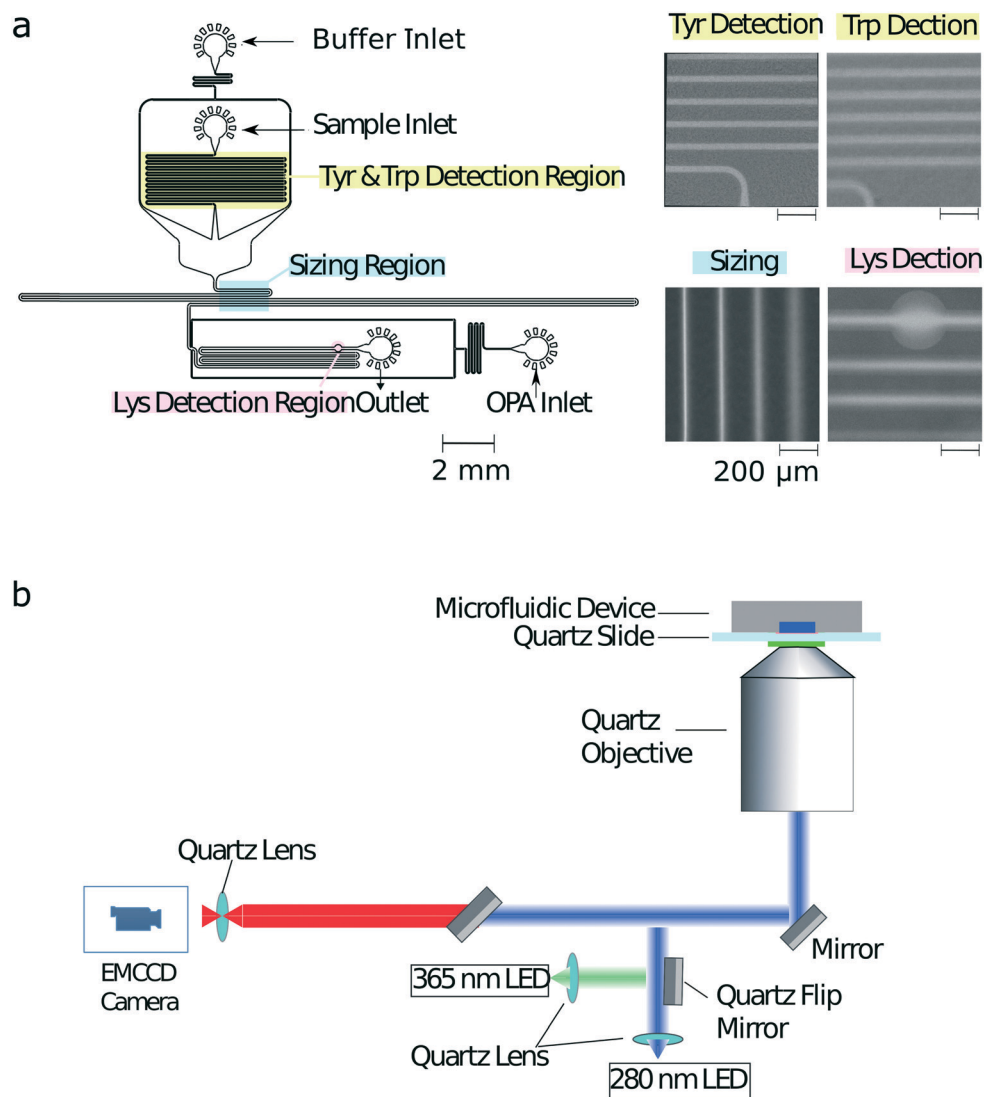 a
Buffer Inlet
Sample Inlet
Tyr & Trp Detection Region
Sizing Region
Lys Detection Region
Outlet
OPA Inlet
2 mm
Tyr Detection
Trp Dection
Sizing
Lys Dection
200 µm
b
Microfluidic Device
Quartz Slide
Quartz
Objective
Quartz Lens
EMCCD
Camera
365 nm LED
Mirror
Quartz Flip
Mirror
Quartz Lens
280 nm LED